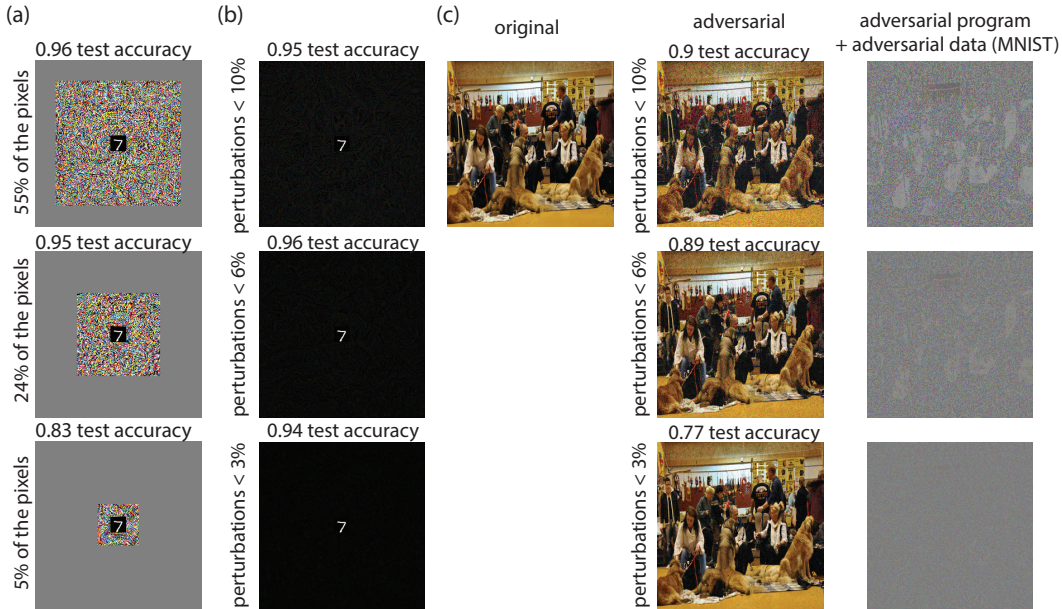 (a)
(b)
(c)
original
adversarial
adversarial program
+ adversarial data (MNIST)
0.96 test accuracy
55% of the pixels
7
0.95 test accuracy
perturbations < 10%
7
0.9 test accuracy
perturbations < 10%
0.95 test accuracy
24% of the pixels
7
0.96 test accuracy
perturbations < 6%
7
0.89 test accuracy
perturbations < 6%
0.83 test accuracy
5% of the pixels
7
0.94 test accuracy
perturbations < 3%
7
0.77 test accuracy
perturbations < 3%